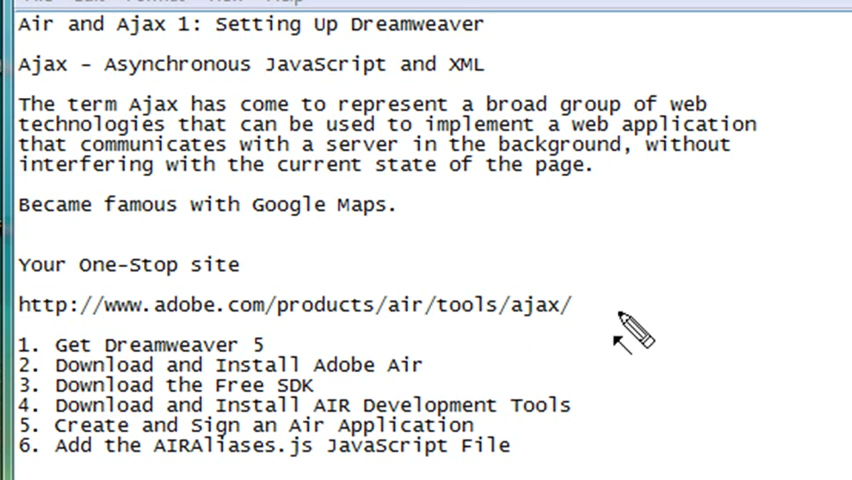 Air and Ajax 1: Setting Up Dreamweaver
Ajax - Asynchronous JavaScript and XML
The term Ajax has come to represent a broad group of web
technologies that can be used to implement a web application
that communicates with a server in the background, without
interfering with the current state of the page.
Became famous with Google Maps.
Your One-Stop site
http://www.adobe.com/products/air/tools/ajax/
1. Get Dreamweaver 5
2. Download and Install Adobe Air
3. Download the Free SDK
4. Download and Install AIR Development Tools
5. Create and Sign an Air Application
6. Add the AIRAliases.js JavaScript File